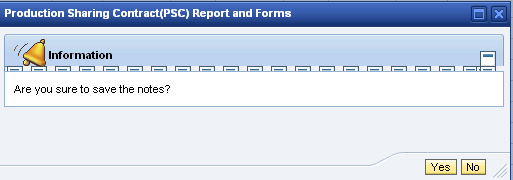 Production Sharing Contract(PSC) Report and Forms
Information
Are you sure to save the notes?
Yes No